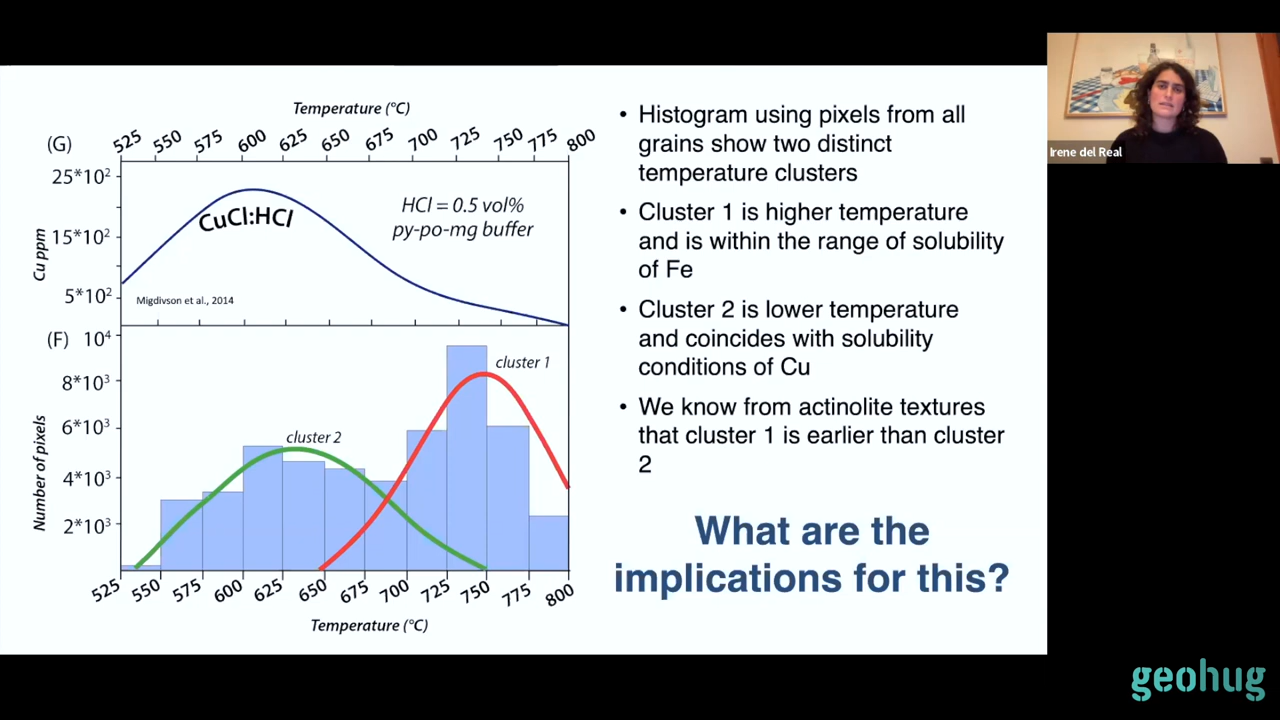 Temperature (°C)
(G)
525 550 575 600 625 650 675 700 725 750 775 800
25*10²
15*10²
5*10²
Cu ppm
CuCl:HCl
HCl = 0.5 vol%
py-po-mg buffer
Migdivson et al., 2014
(F)
10⁴
8*10³
6*10³
4*10³
2*10³
Number of pixels
cluster 1
cluster 2
525 550 575 600 625 650 675 700 725 750 775 800
Temperature (°C)
• Histogram using pixels from all
grains show two distinct
temperature clusters
• Cluster 1 is higher temperature
and is within the range of solubility
of Fe
• Cluster 2 is lower temperature
and coincides with solubility
conditions of Cu
• We know from actinolite textures
that cluster 1 is earlier than cluster
2
What are the
implications for this?
Irene del Real
geohug